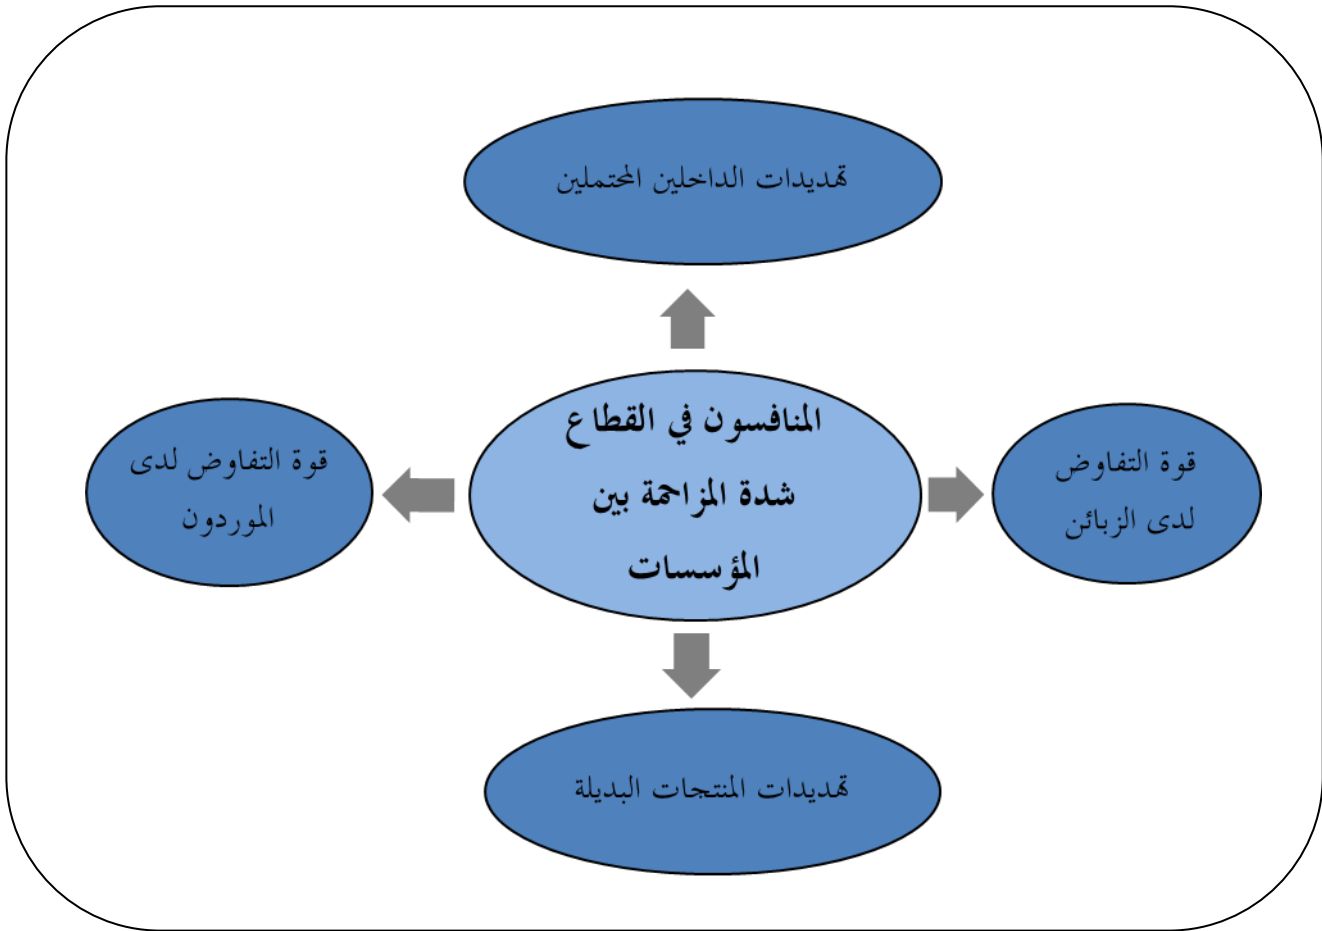 تهديدات الداخلين المحتملين
المنافسون في القطاع
شدة المزاحمة بين
المؤسسات
قوة التفاوض
لدى الزبائن
قوة التفاوض لدى
الموردون
تهديدات المنتجات البديلة